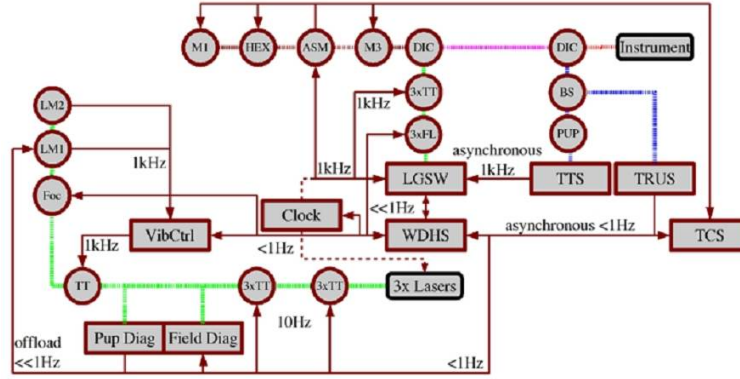 M1 HEX ASM M3 DIC DIC Instrument
LM2 3xTT BS
1kHz
LM1 3xFL PUP
1kHz asynchronous
1kHz LGSW 1kHz TTS TRUS
Foc
<<1Hz
Clock
VibCtrl <1Hz WDHS asynchronous <1Hz TCS
1kHz
TT 3xTT 3xTT 3x Lasers
10Hz
offload Pup Diag Field Diag
<<1Hz <1Hz